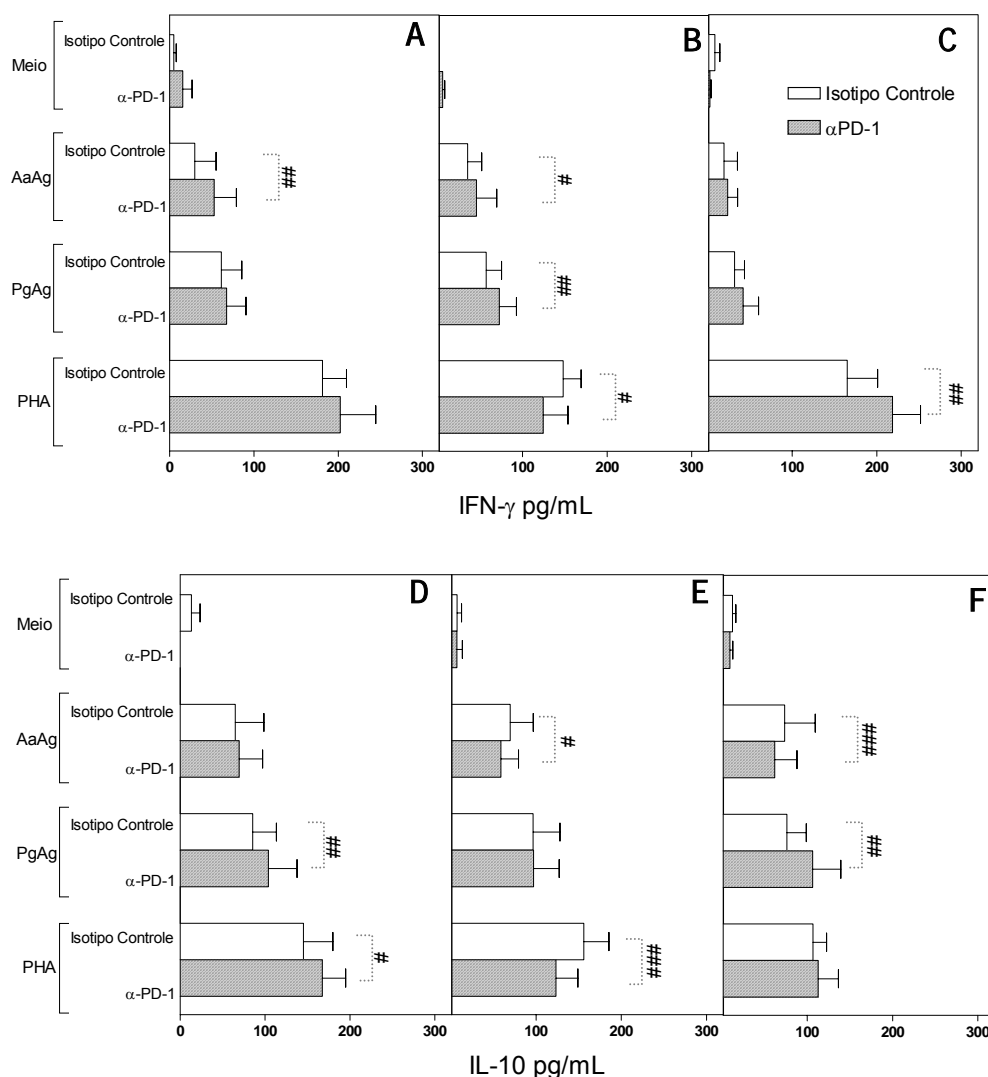 A
B
C
Meio
Isotipo Controle
α-PD-1
AaAg
Isotipo Controle
α-PD-1
#
PgAg
Isotipo Controle
α-PD-1
PHA
Isotipo Controle
α-PD-1
#
Isotipo Controle
αPD-1
0 100 200 300 100 200 300 100 200 300
IFN-γ pg/mL
D
E
F
Meio
Isotipo Controle
α-PD-1
AaAg
Isotipo Controle
α-PD-1
#
PgAg
Isotipo Controle
α-PD-1
PHA
Isotipo Controle
α-PD-1
#
0 100 200 300 100 200 300 100 200 300
IL-10 pg/mL